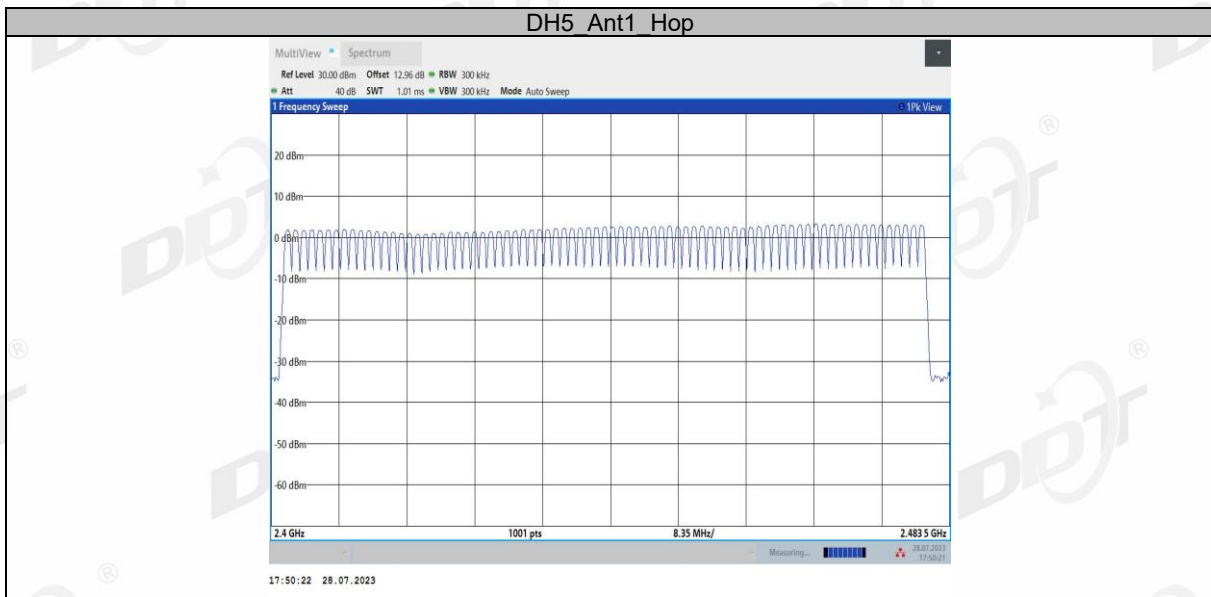 DH5_Ant1_Hop
MultiView Spectrum
Ref Level 30.00 dBm Offset 12.96 dB RBW 300 kHz
Att 40 dB SWT 1.01 ms VBW 300 kHz Mode Auto Sweep
1 Frequency Sweep 1Pk View
20 dBm
10 dBm
0 dBm
-10 dBm
-20 dBm
-30 dBm
-40 dBm
-50 dBm
-60 dBm
2.4 GHz 1001 pts 8.35 MHz/ 2.483 5 GHz
Measuring... 28.07.2023
17:50:21
17:50:22 28.07.2023
DDT
®